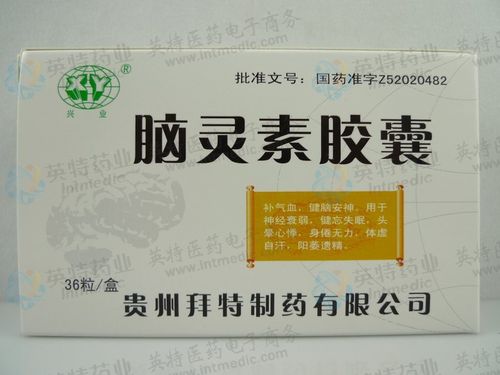 XY®
兴业
批准文号：国药准字Z52020482
脑灵素胶囊
补气血，健脑安神。用于
神经衰弱，健忘失眠，头
晕心悸，身倦无力，体虚
自汗，阳萎遗精。
36粒/盒
贵州拜特制药有限公司
英特药业
Intmedic
英特医药电子商务
www.intmedic.com